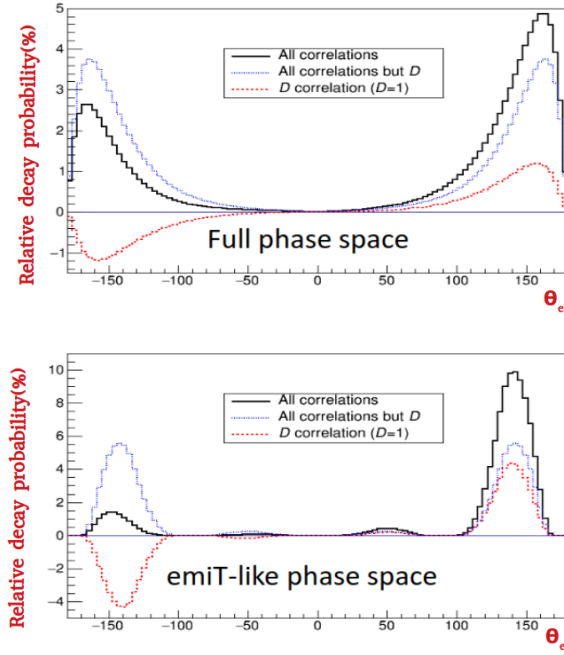 Relative decay probability(%)
5
4
3
2
1
0
−1
All correlations
All correlations but D
D correlation (D=1)
Full phase space
−150 −100 −50 0 50 100 150
θe
Relative decay probability(%)
10
8
6
4
2
0
−2
−4
All correlations
All correlations but D
D correlation (D=1)
emiT-like phase space
−150 −100 −50 0 50 100 150
θe